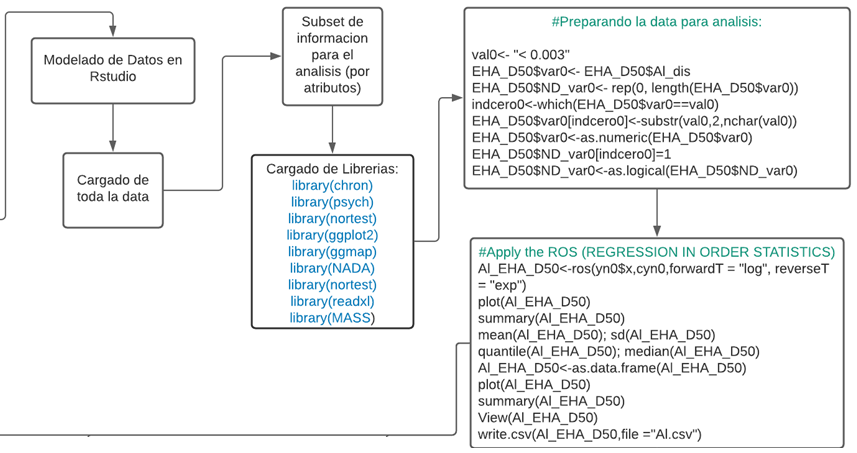 Modelado de Datos en
Rstudio
Cargado de
toda la data
Subset de
informacion
para el
analisis (por
atributos)
Cargado de Librerias:
library(chron)
library(psych)
library(nortest)
library(ggplot2)
library(ggmap)
library(NADA)
library(nortest)
library(readxl)
library(MASS)
#Preparando la data para analisis:
val0<- "< 0.003"
EHA_D50$var0<- EHA_D50$Al_dis
EHA_D50$ND_var0<- rep(0, length(EHA_D50$var0))
indcero0<-which(EHA_D50$var0==val0)
EHA_D50$var0[indcero0]<-substr(val0,2,nchar(val0))
EHA_D50$var0<-as.numeric(EHA_D50$var0)
EHA_D50$ND_var0[indcero0]=1
EHA_D50$ND_var0<-as.logical(EHA_D50$ND_var0)
#Apply the ROS (REGRESSION IN ORDER STATISTICS)
Al_EHA_D50<-ros(yn0$x,cyn0,forwardT = "log", reverseT
= "exp")
plot(Al_EHA_D50)
summary(Al_EHA_D50)
mean(Al_EHA_D50); sd(Al_EHA_D50)
quantile(Al_EHA_D50); median(Al_EHA_D50)
Al_EHA_D50<-as.data.frame(Al_EHA_D50)
plot(Al_EHA_D50)
summary(Al_EHA_D50)
View(Al_EHA_D50)
write.csv(Al_EHA_D50,file ="Al.csv")